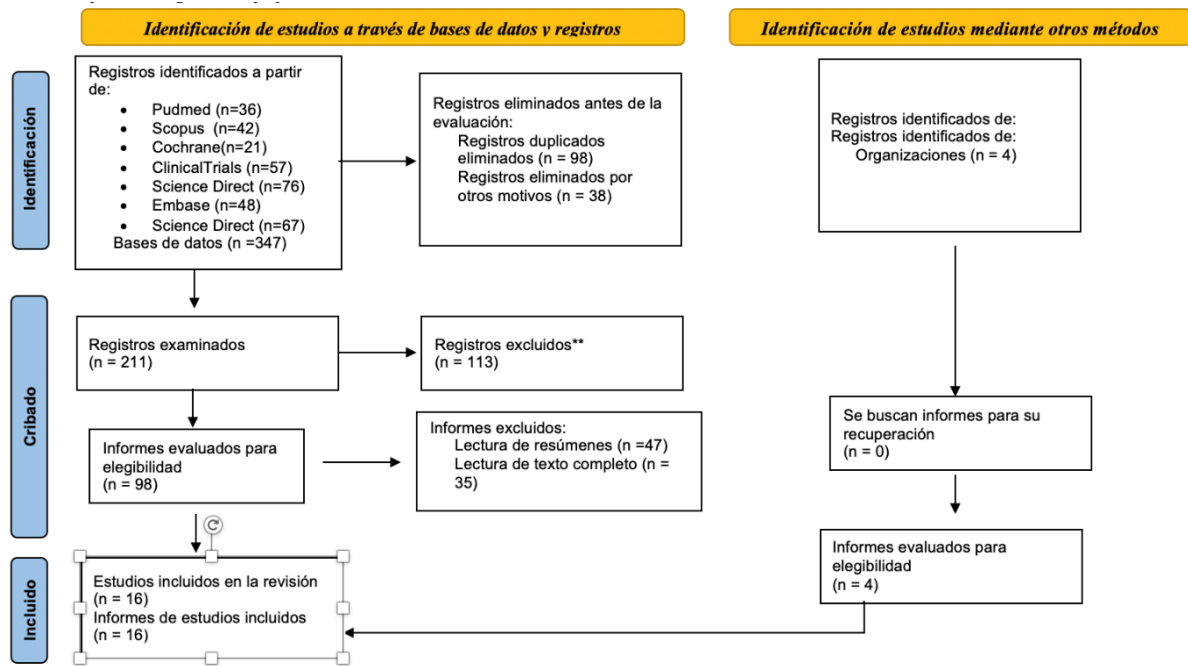 Identificación de estudios a través de bases de datos y registros
Identificación de estudios mediante otros métodos
Identificación
Registros identificados a partir
de:
• Pudmed (n=36)
• Scopus (n=42)
• Cochrane(n=21)
• ClinicalTrials (n=57)
• Science Direct (n=76)
• Embase (n=48)
• Science Direct (n=67)
Bases de datos (n =347)
Registros eliminados antes de la
evaluación:
Registros duplicados
eliminados (n = 98)
Registros eliminados por
otros motivos (n = 38)
Registros identificados de:
Registros identificados de:
Organizaciones (n = 4)
Cribado
Registros examinados
(n = 211)
Registros excluidos**
(n = 113)
Informes evaluados para
elegibilidad
(n = 98)
Informes excluidos:
Lectura de resúmenes (n =47)
Lectura de texto completo (n =
35)
Se buscan informes para su
recuperación
(n = 0)
Informes evaluados para
elegibilidad
(n = 4)
Incluido
Estudios incluidos en la revisión
(n = 16)
Informes de estudios incluidos
(n = 16)